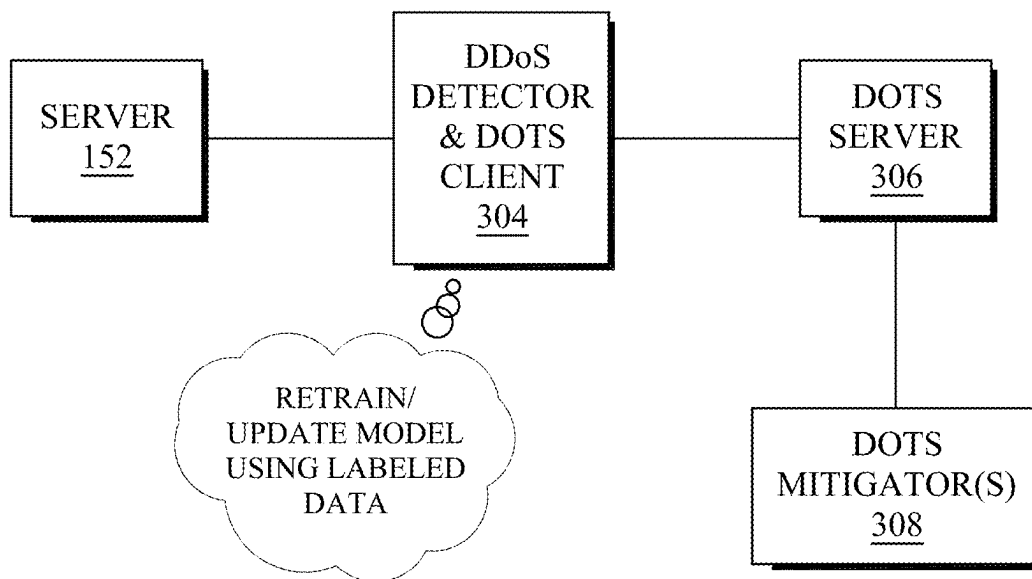 SERVER
152
DDoS
DETECTOR
& DOTS
CLIENT
304
DOTS
SERVER
306
RETRAIN/
UPDATE MODEL
USING LABELED
DATA
DOTS
MITIGATOR(S)
308